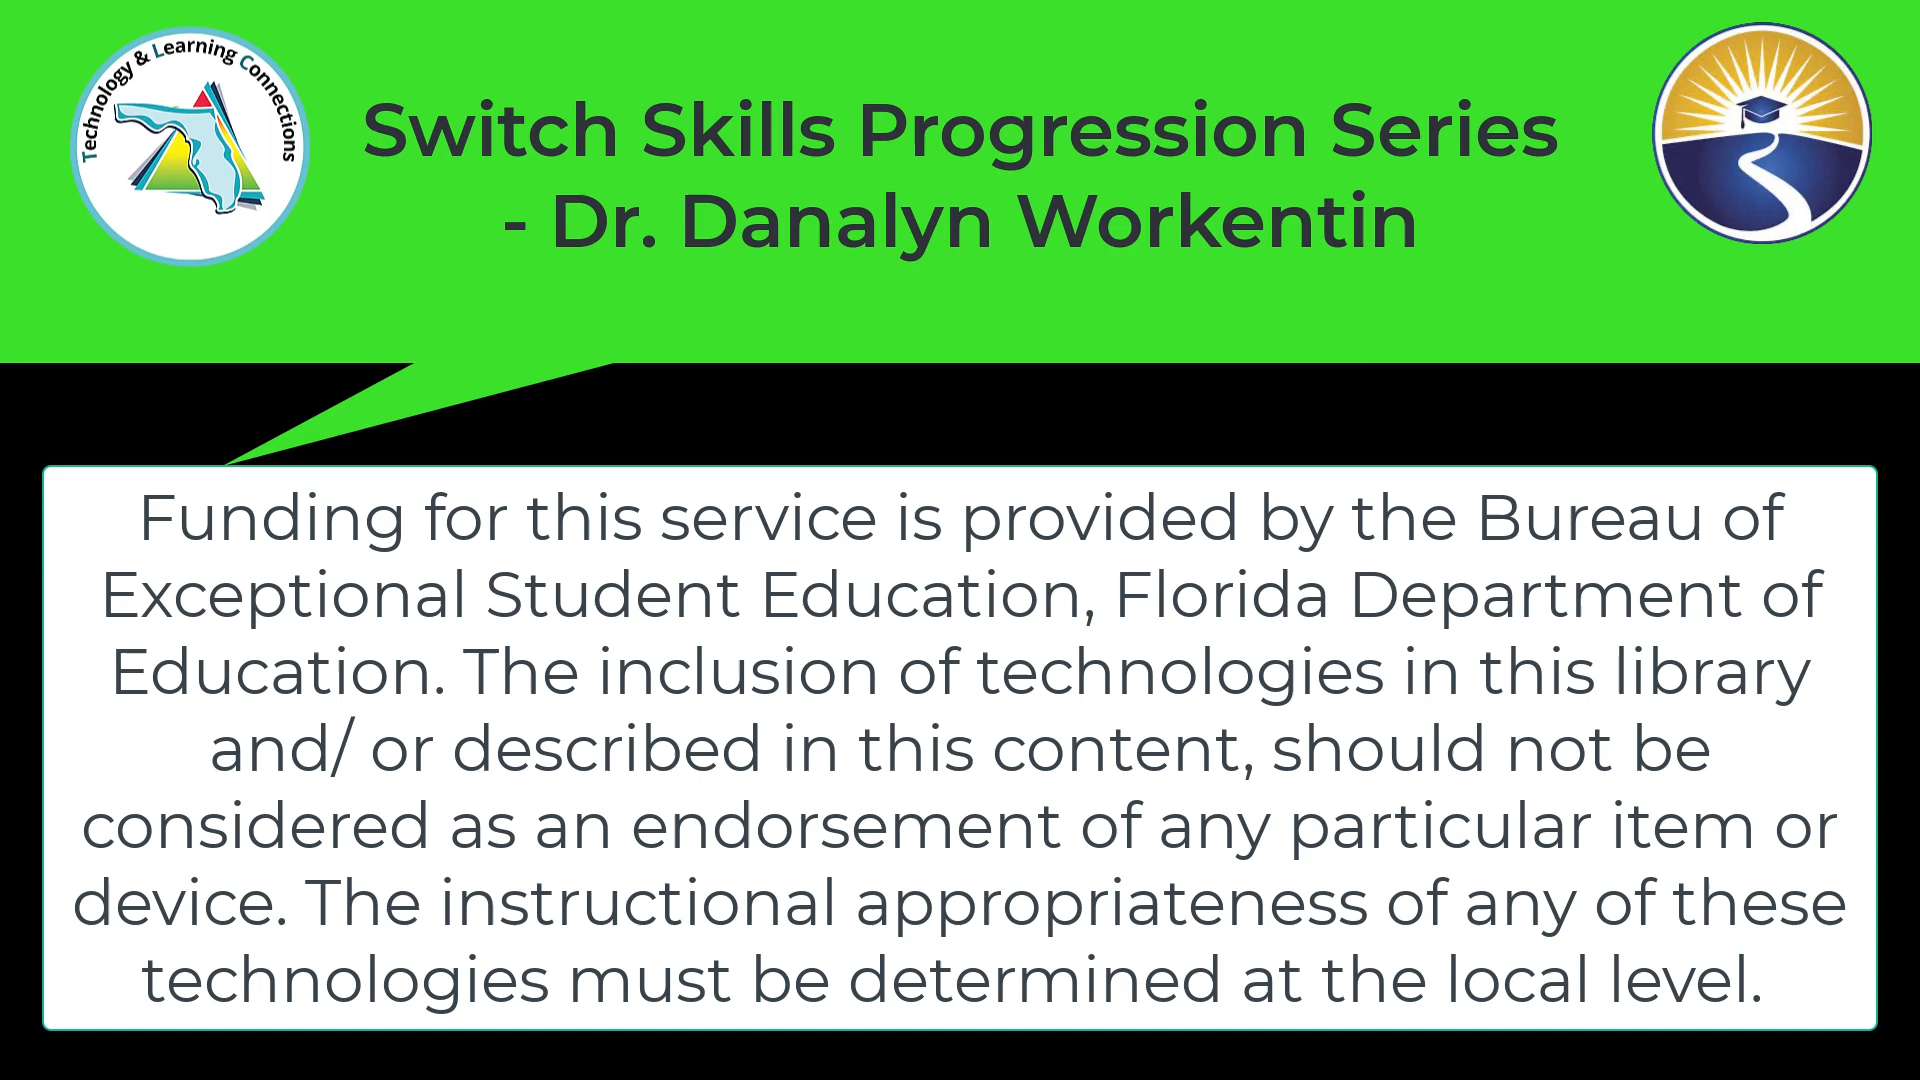 Technology & Learning Connections
Switch Skills Progression Series
- Dr. Danalyn Workentin
Funding for this service is provided by the Bureau of
Exceptional Student Education, Florida Department of
Education. The inclusion of technologies in this library
and/ or described in this content, should not be
considered as an endorsement of any particular item or
device. The instructional appropriateness of any of these
technologies must be determined at the local level.